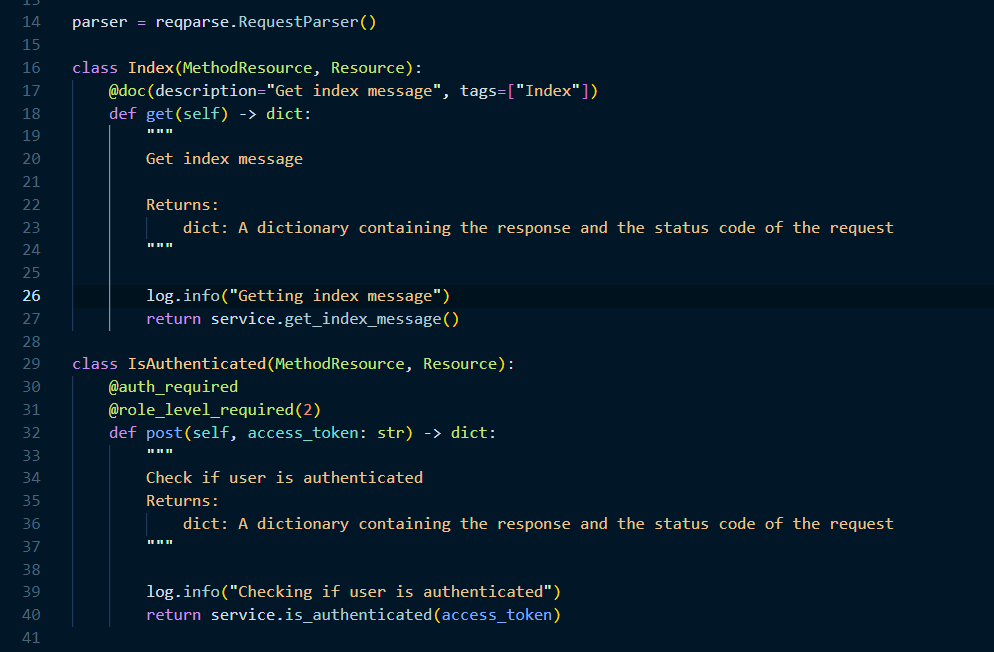 13
14 parser = reqparse.RequestParser()
15
16 class Index(MethodResource, Resource):
17     @doc(description="Get index message", tags=["Index"])
18     def get(self) -> dict:
19         """
20         Get index message
21
22         Returns:
23             dict: A dictionary containing the response and the status code of the request
24         """
25
26         log.info("Getting index message")
27         return service.get_index_message()
28
29 class IsAuthenticated(MethodResource, Resource):
30     @auth_required
31     @role_level_required(2)
32     def post(self, access_token: str) -> dict:
33         """
34         Check if user is authenticated
35         Returns:
36             dict: A dictionary containing the response and the status code of the request
37         """
38
39         log.info("Checking if user is authenticated")
40         return service.is_authenticated(access_token)
41